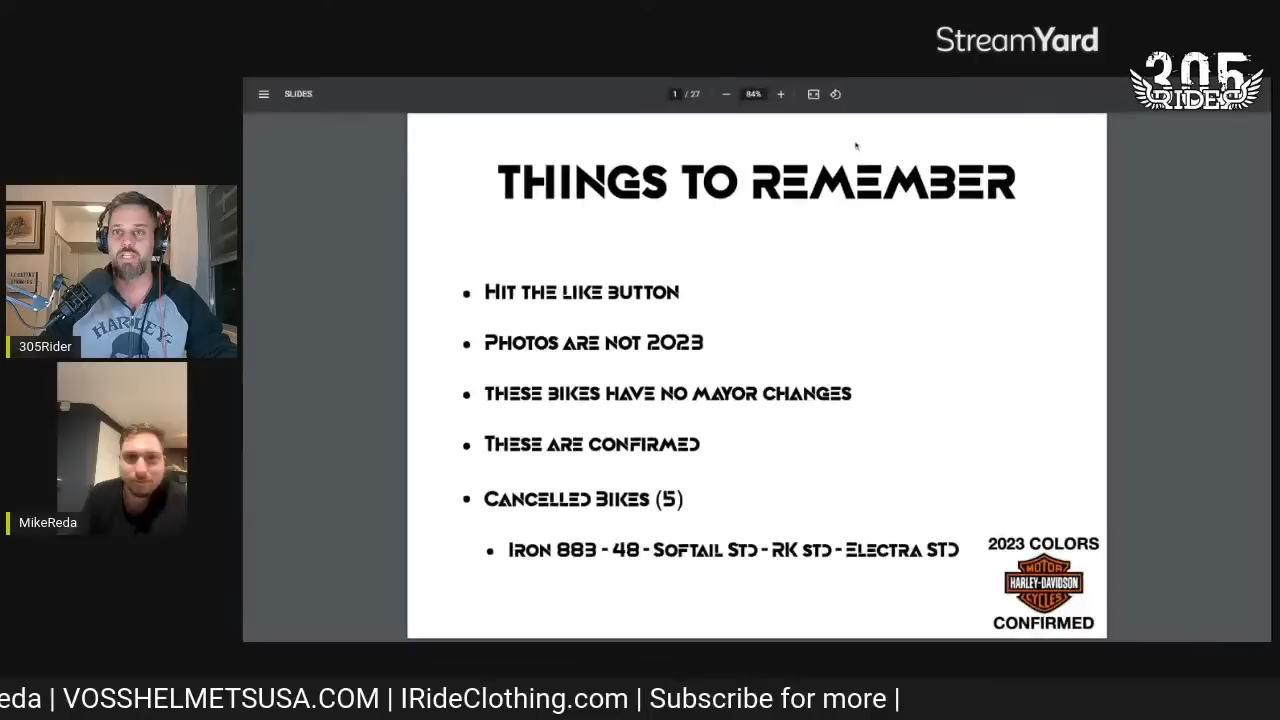 StreamYard
305
RIDER
SLIDES
1 / 27
84%
THINGS TO REMEMBER
• HIT THE LIKE BUTTON
• PHOTOS ARE NOT 2023
• THESE BIKES HAVE NO MAYOR CHANGES
• THESE ARE CONFIRMED
• CANCELLED BIKES (5)
• IRON 883 - 48 - SOFTAIL STD - RK STD - ELECTRA STD
2023 COLORS
MOTOR
HARLEY-DAVIDSON
CYCLES
CONFIRMED
HARLEY-
305Rider
MikeReda
eda | VOSSHELMETSUSA.COM | IRideClothing.com | Subscribe for more |